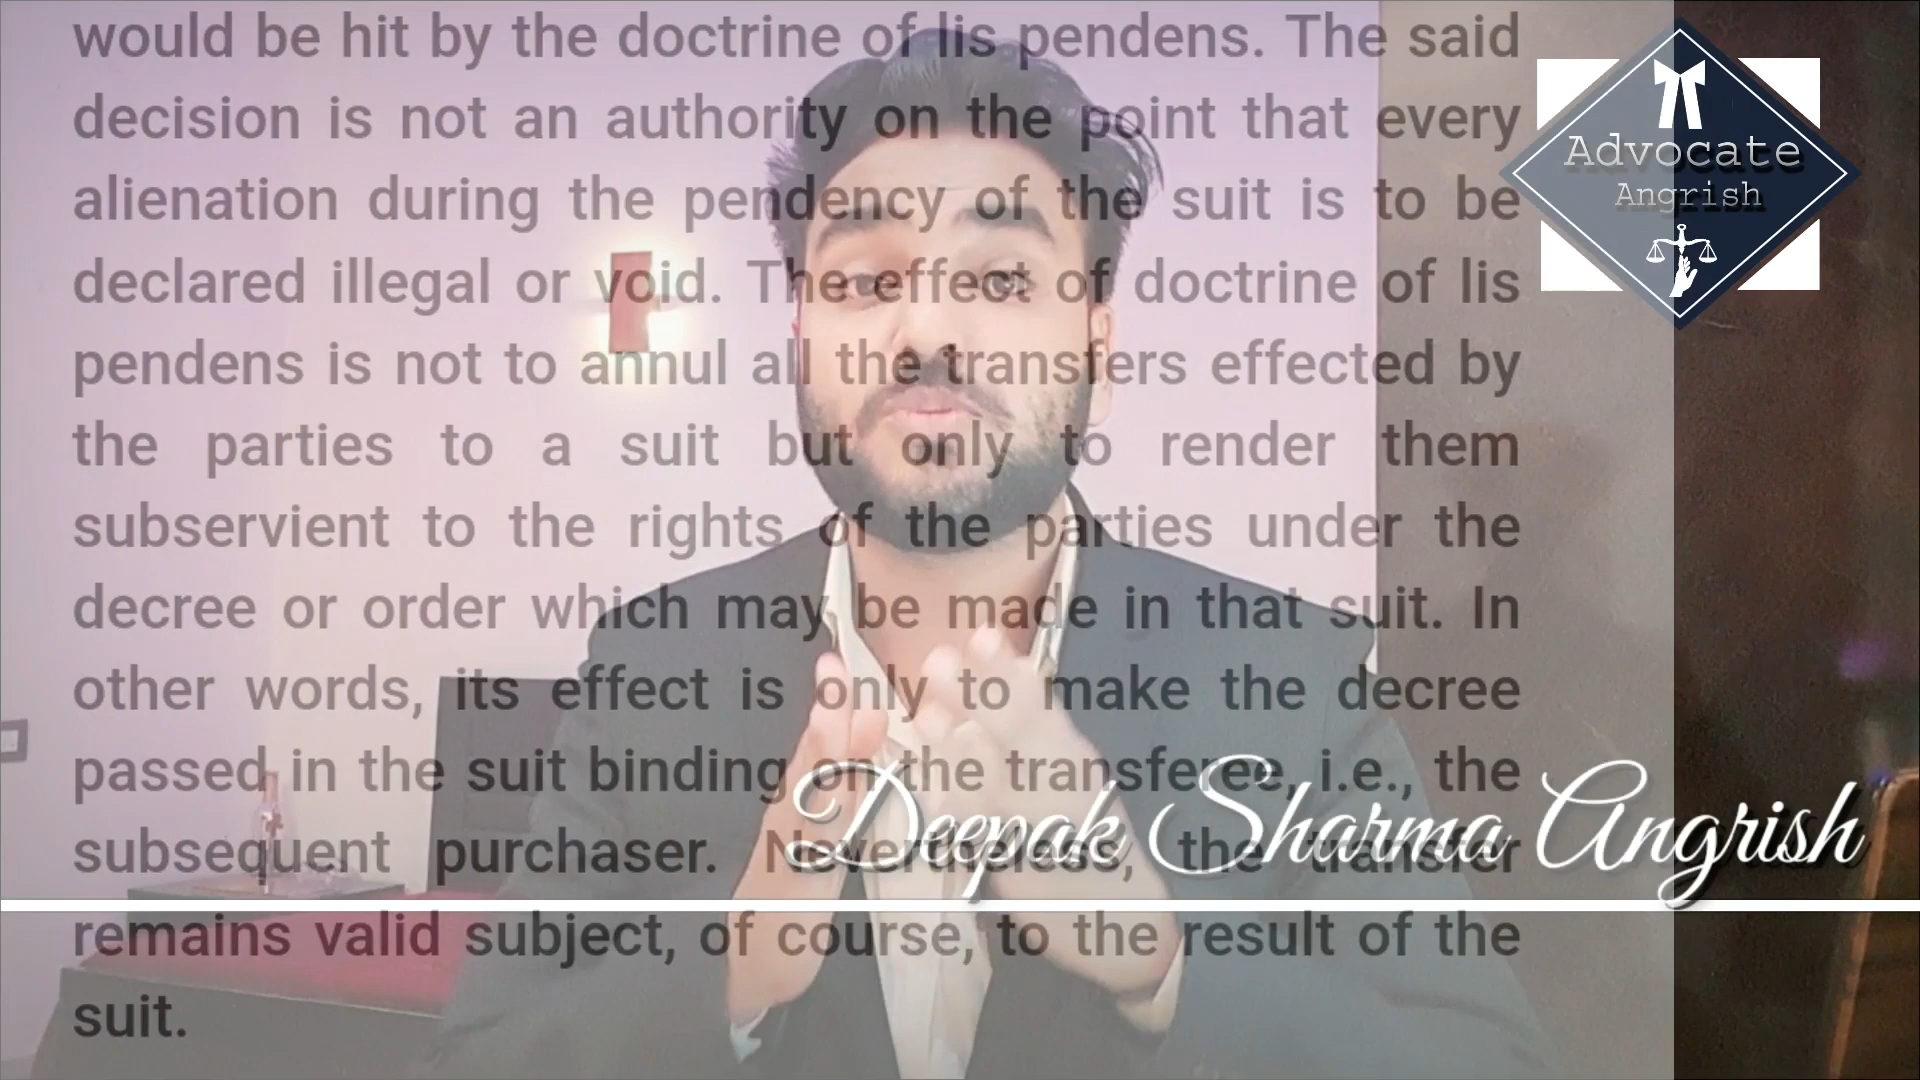 would be hit by the doctrine of lis pendens. The said
decision is not an authority on the point that every
alienation during the pendency of the suit is to be
declared illegal or void. The effect of doctrine of lis
pendens is not to annul all the transfers effected by
the parties to a suit but only to render them
subservient to the rights of the parties under the
decree or order which may be made in that suit. In
other words, its effect is only to make the decree
passed in the suit binding on the transferee, i.e., the
subsequent purchaser. Nevertheless, the transfer
remains valid subject, of course, to the result of the
suit.
Advocate
Angrish
Deepak Sharma Angrish